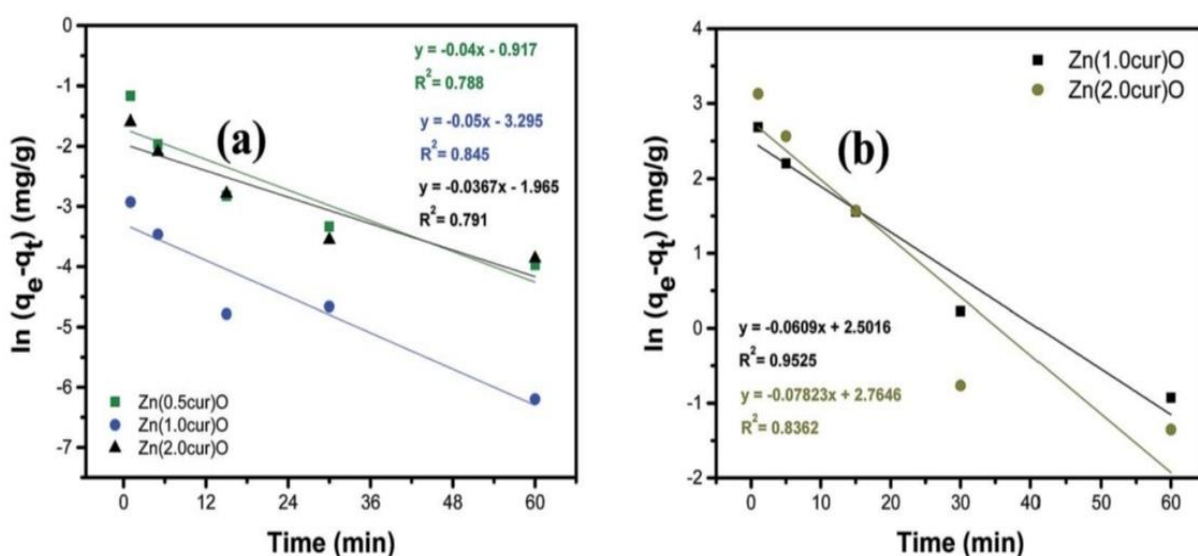 0
-1
-2
-3
-4
-5
-6
-7
ln (qe-qt) (mg/g)
y = -0.04x - 0.917
R2= 0.788
y = -0.05x - 3.295
R2= 0.845
y = -0.0367x - 1.965
R2= 0.791
(a)
Zn(0.5cur)O
Zn(1.0cur)O
Zn(2.0cur)O
0 12 24 36 48 60
Time (min)
4
3
2
1
0
-1
-2
ln (qe-qt) (mg/g)
Zn(1.0cur)O
Zn(2.0cur)O
(b)
y = -0.0609x + 2.5016
R2= 0.9525
y = -0.07823x + 2.7646
R2= 0.8362
0 10 20 30 40 50 60
Time (min)